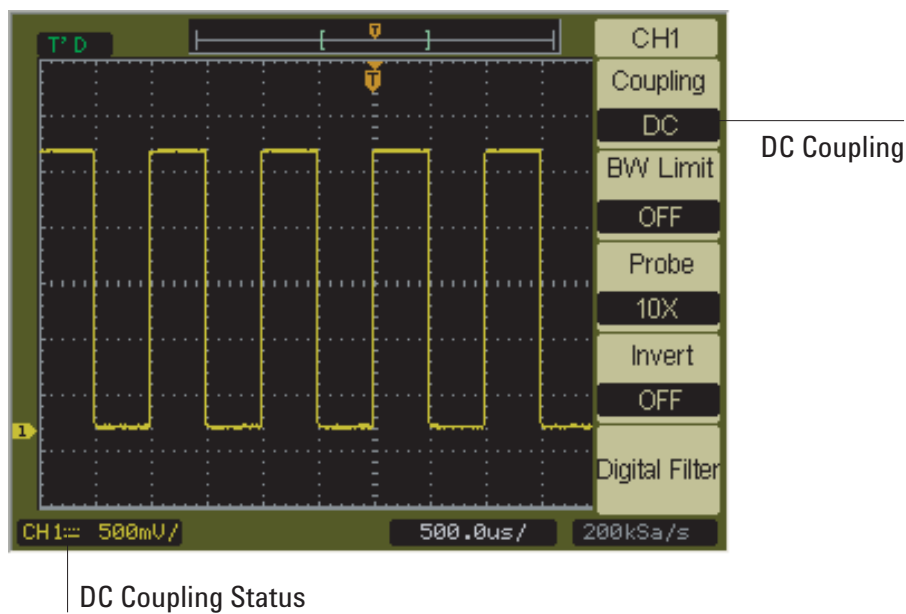 T'D
T
CH1
T
Coupling
DC
DC Coupling
BW Limit
OFF
Probe
10X
Invert
OFF
1
Digital Filter
CH1 500mV/
500.0us/
200kSa/s
DC Coupling Status